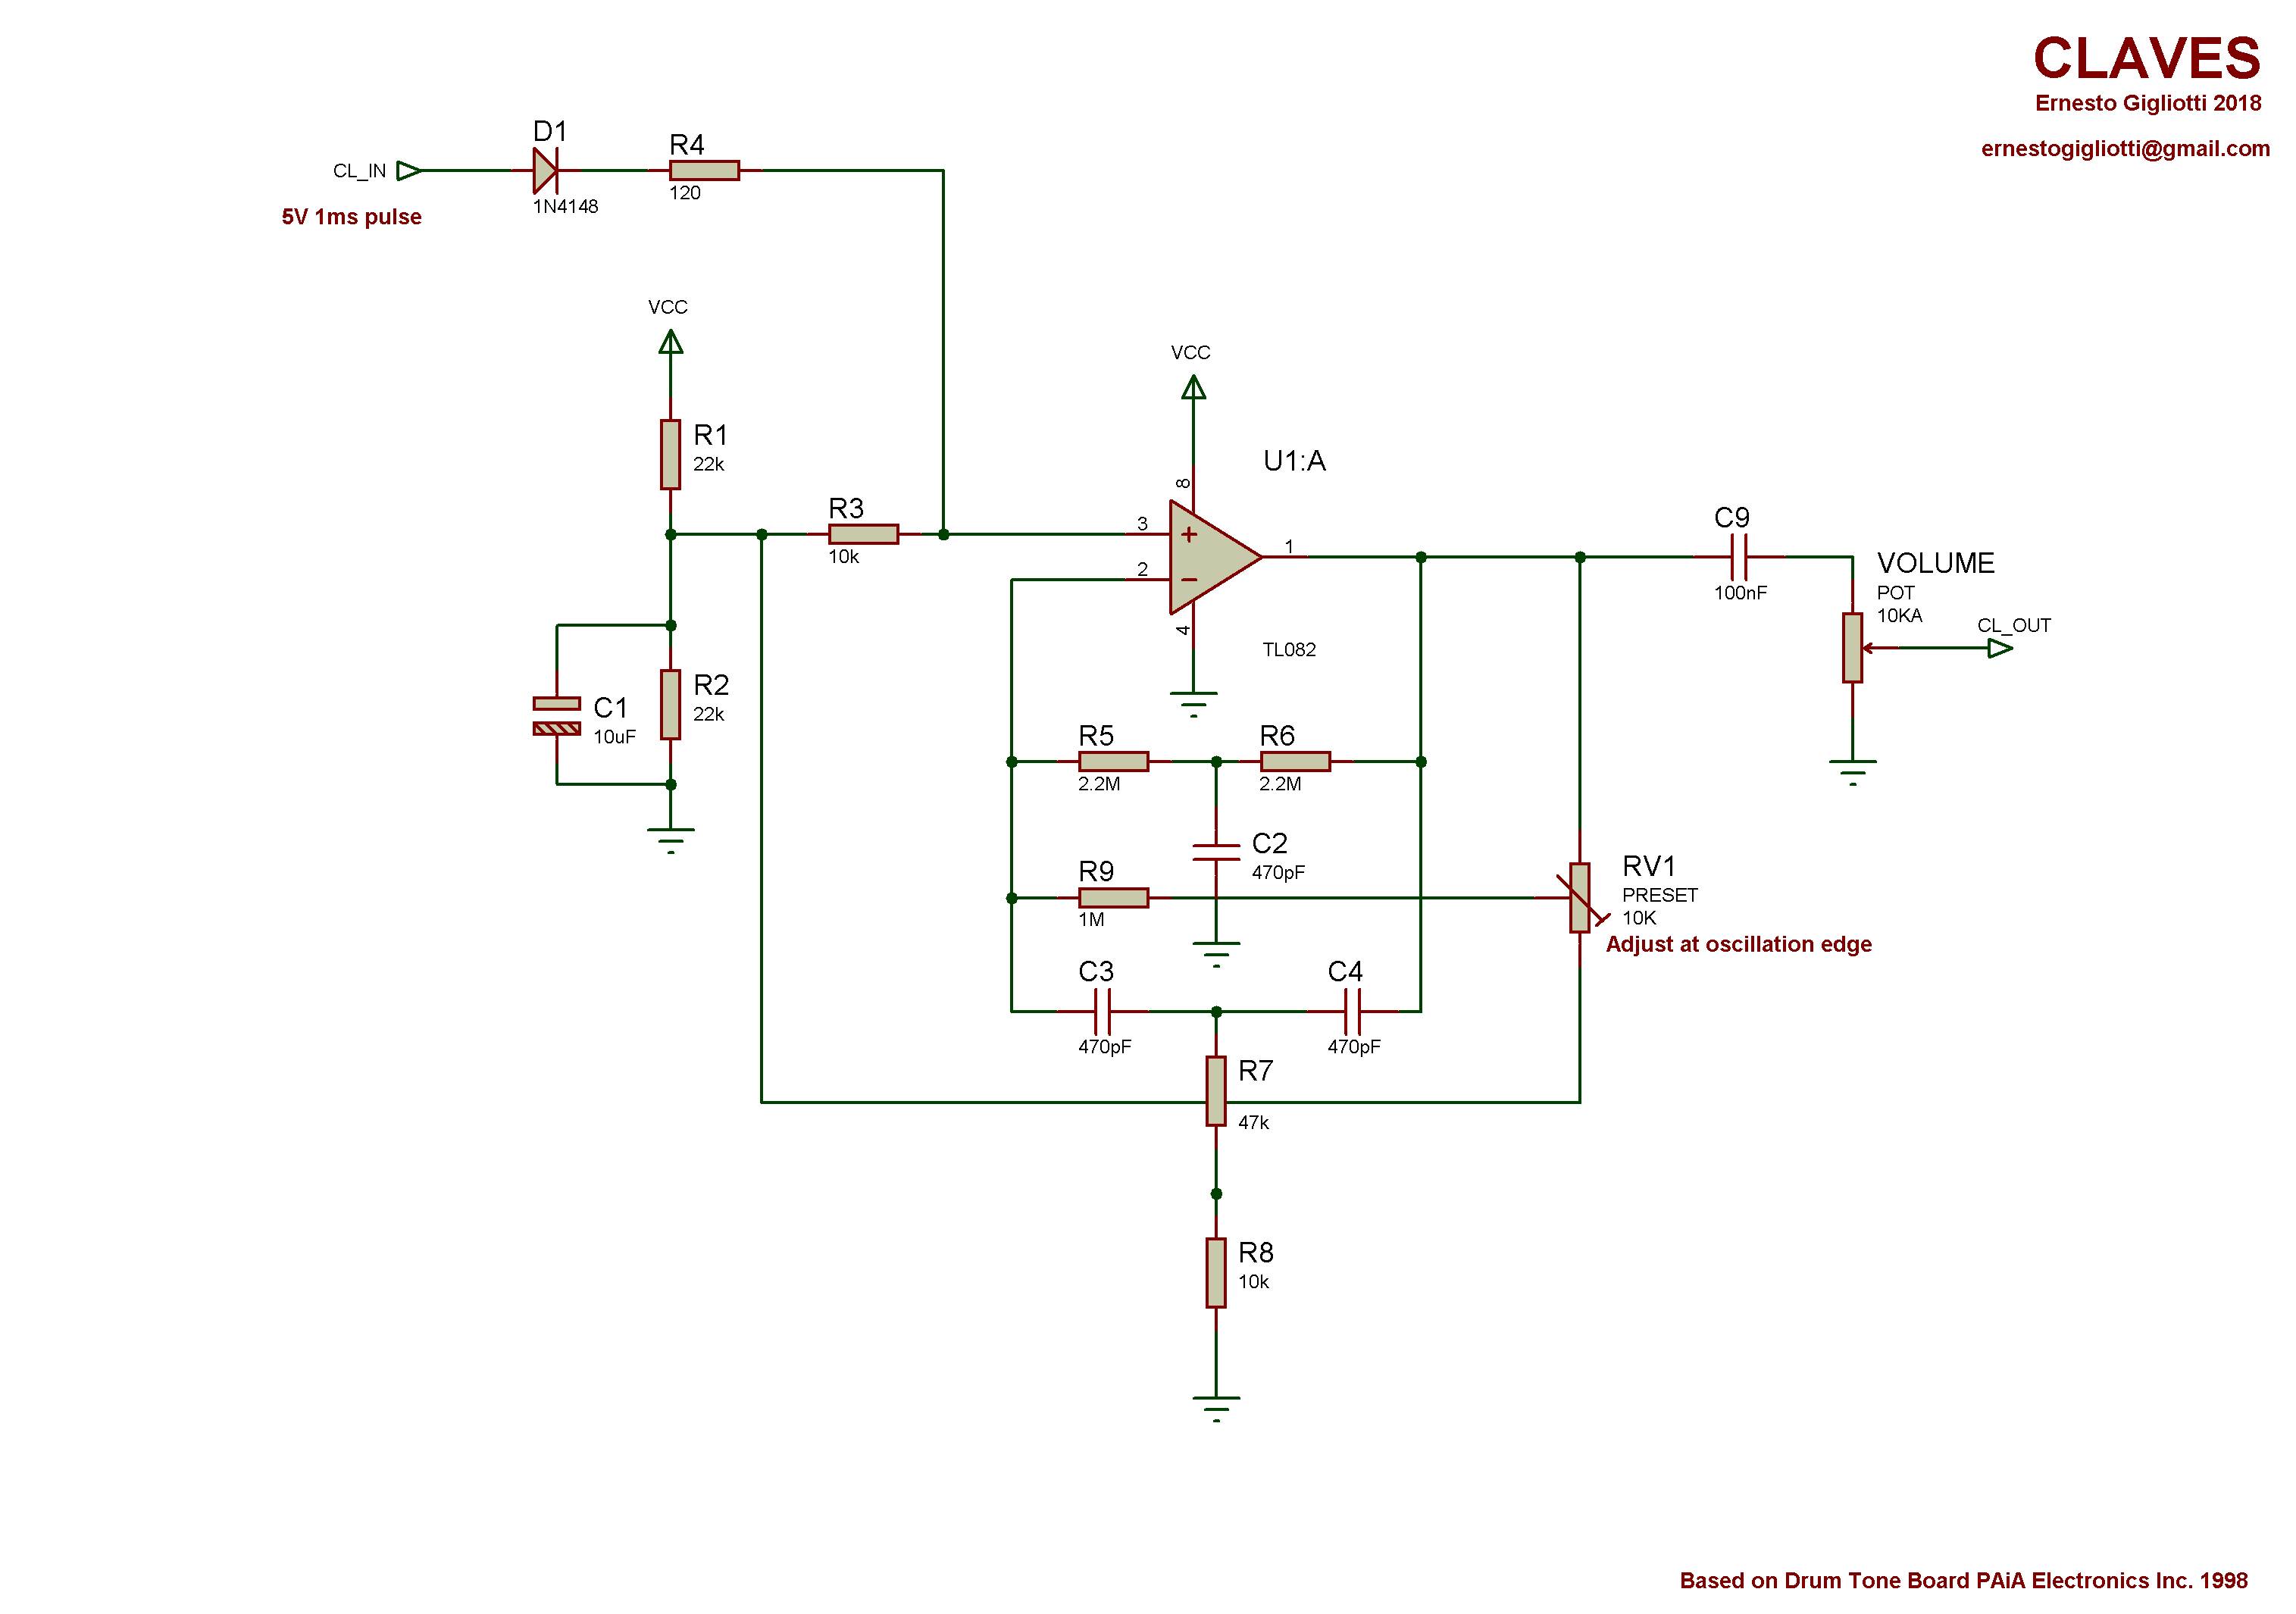 CLAVES
Ernesto Gigliotti 2018
ernestogigliotti@gmail.com
D1
1N4148
R4
120
CL_IN
5V 1ms pulse
VCC
R1
22k
R3
10k
R2
22k
C1
10uF
VCC
U1:A
8
3
2
1
4
TL082
C9
100nF
VOLUME
POT
10KA
CL_OUT
R5
2.2M
R6
2.2M
C2
470pF
R9
1M
RV1
PRESET
10K
Adjust at oscillation edge
C3
470pF
C4
470pF
R7
47k
R8
10k
Based on Drum Tone Board PAiA Electronics Inc. 1998